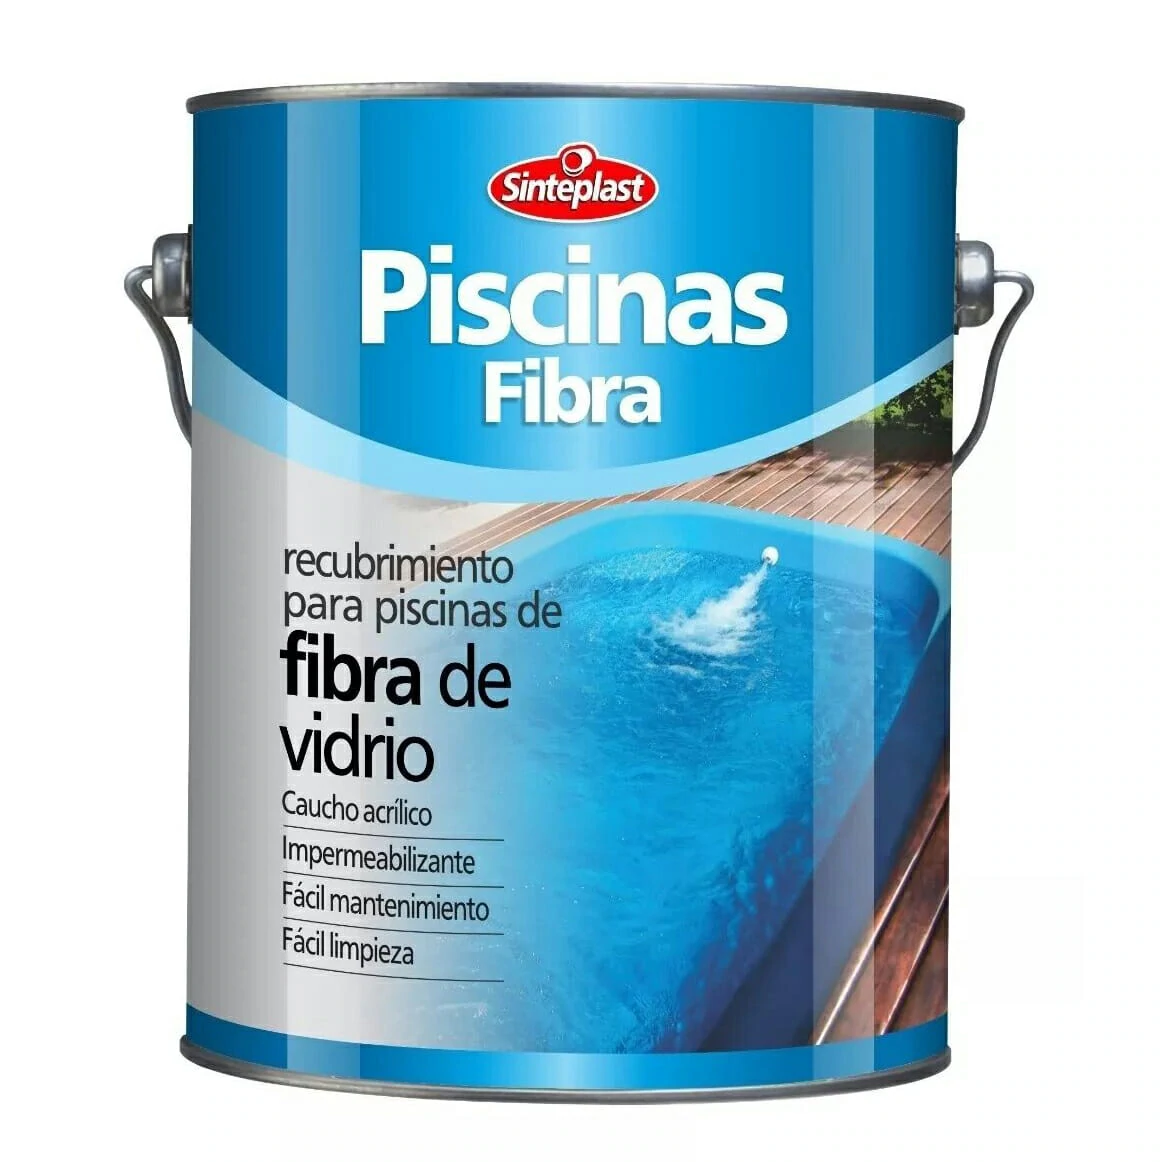 Sinteplast
Piscinas
Fibra
recubrimiento
para piscinas de
fibra de
vidrio
Caucho acrílico
Impermeabilizante
Fácil mantenimiento
Fácil limpieza